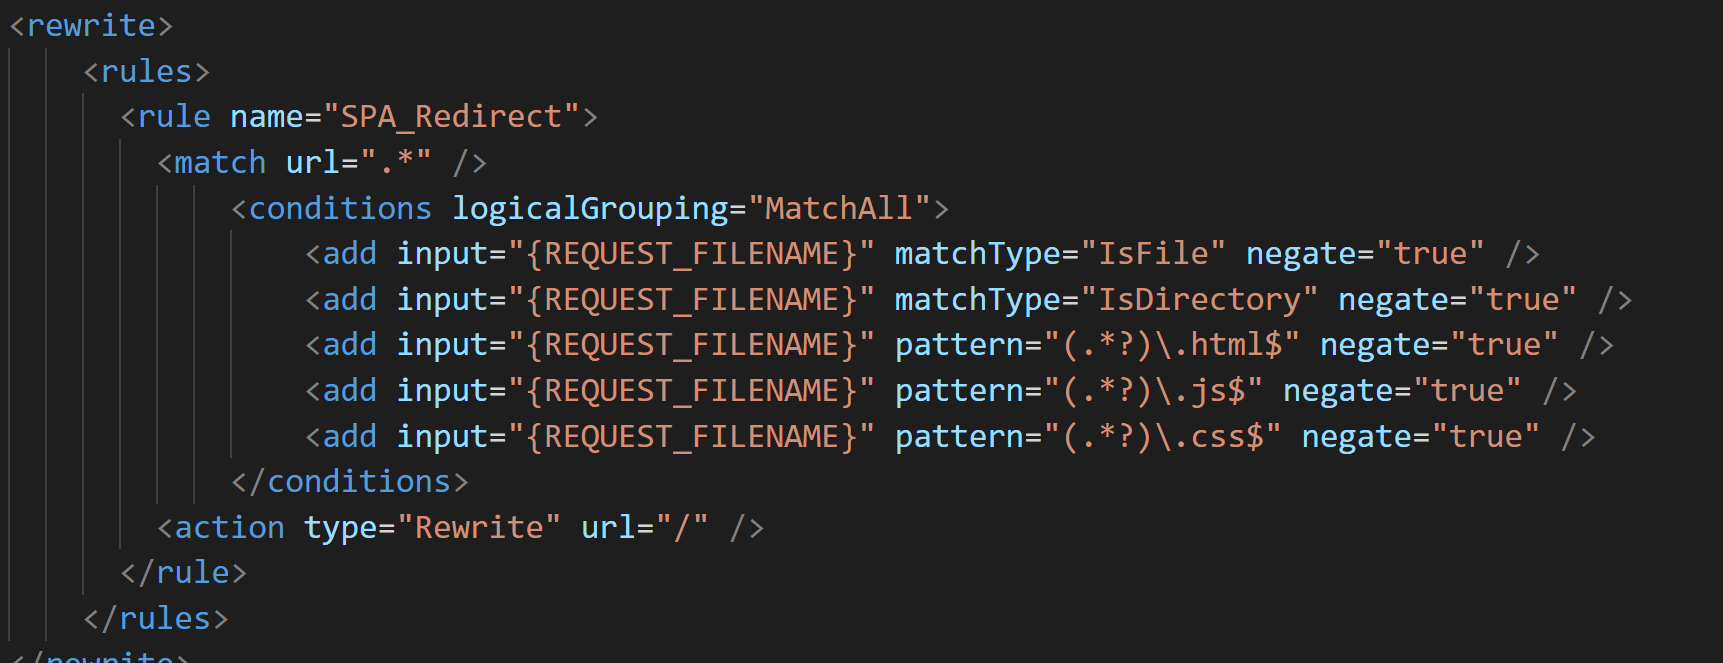 <rewrite>
<rules>
<rule name="SPA_Redirect">
<match url=".*" />
<conditions logicalGrouping="MatchAll">
<add input="{REQUEST_FILENAME}" matchType="IsFile" negate="true" />
<add input="{REQUEST_FILENAME}" matchType="IsDirectory" negate="true" />
<add input="{REQUEST_FILENAME}" pattern="(.*?)\.html$" negate="true" />
<add input="{REQUEST_FILENAME}" pattern="(.*?)\.js$" negate="true" />
<add input="{REQUEST_FILENAME}" pattern="(.*?)\.css$" negate="true" />
</conditions>
<action type="Rewrite" url="/" />
</rule>
</rules>
</rewrite>